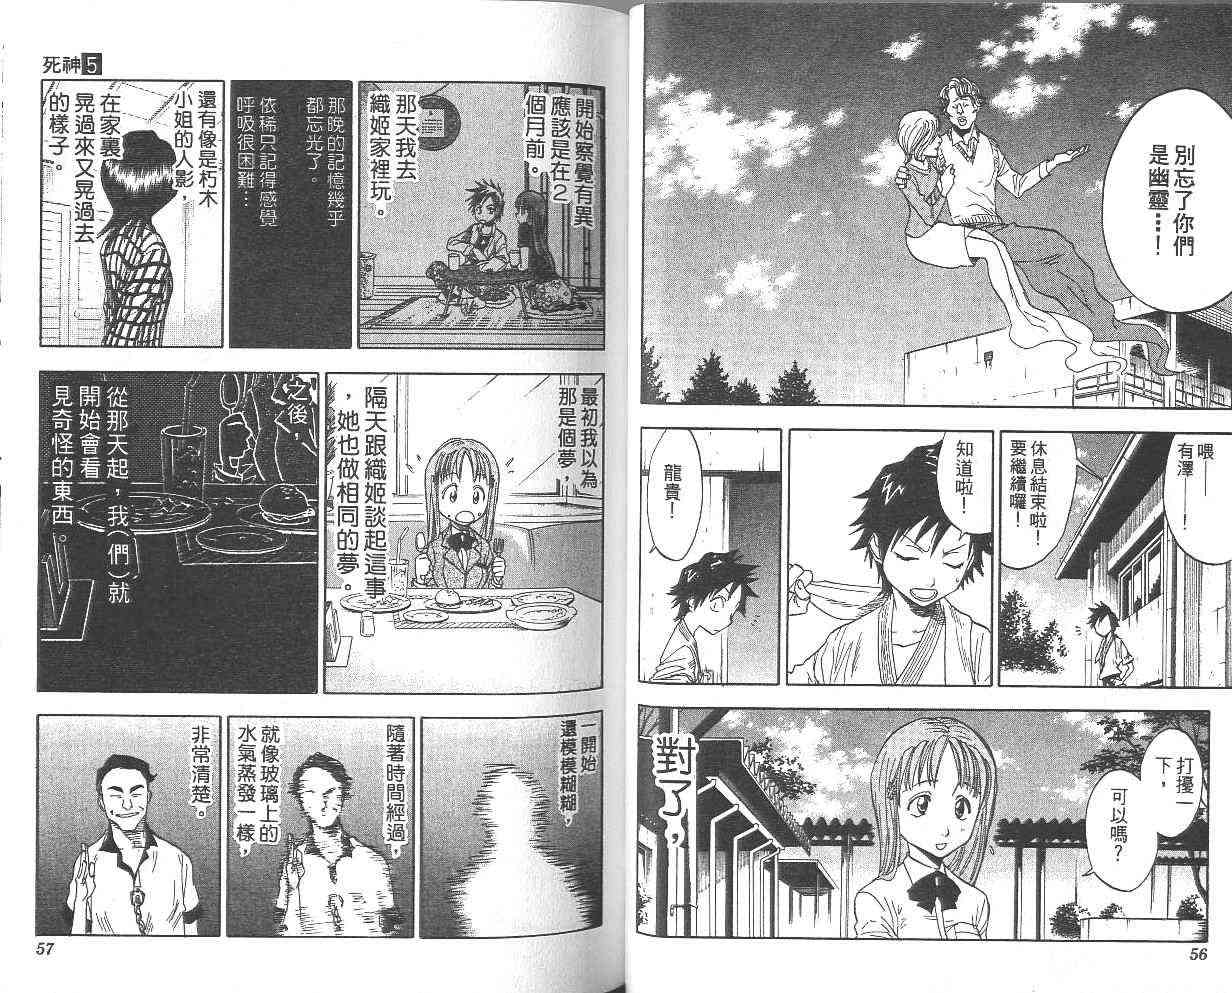 別忘了你們
是幽靈…！
喂——
有澤——！
休息結束啦！
要繼續囉！
知道啦！
龍貴！
打擾一
下，
可以嗎？
對了，
56
死神5
開始察覺有異
應該是在2
個月前。
那天我去
織姬家裡玩。
那晚的記憶幾乎
都忘光了。
依稀只記得感覺
呼吸很困難…
還有像是朽木
小姐的人影，
在家裏
晃過來又晃過去
的樣子。
最初我以為
那是個夢，
隔天跟織姬談起這事
，她也做相同的夢。
之後，
從那天起，我（們）就
開始會看
見奇怪的東西。
一開始
還模模糊糊，
隨著時間經過，
就像玻璃上的
水氣蒸發一樣，
非常清楚。
57